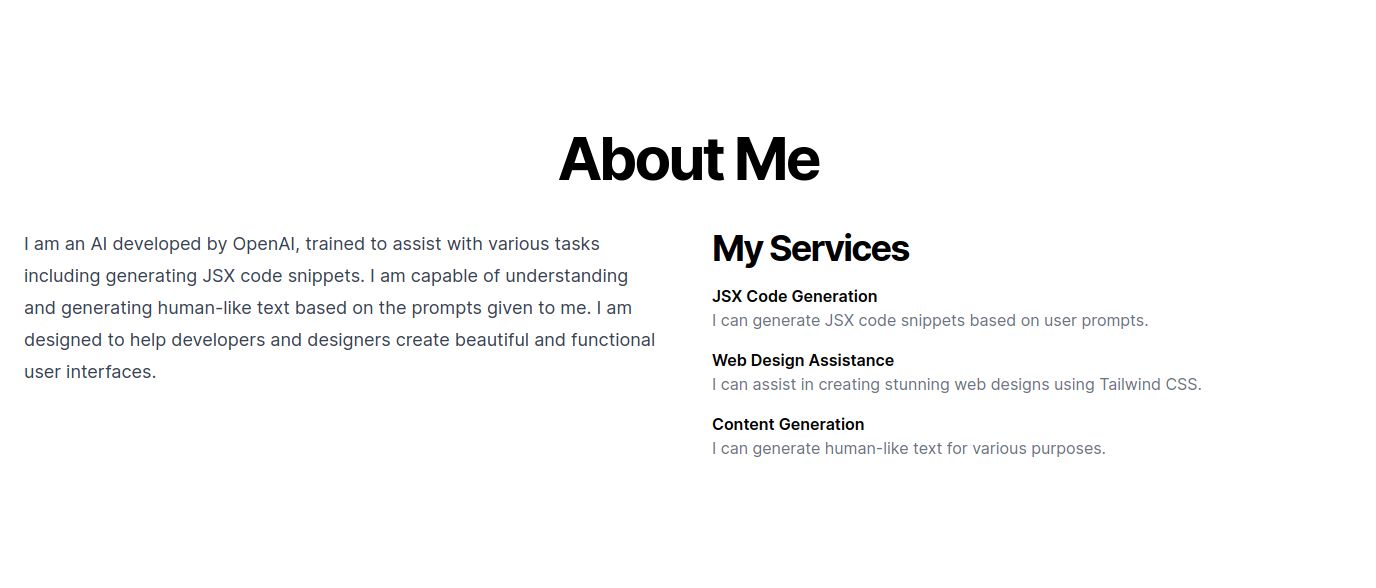 About Me
I am an AI developed by OpenAI, trained to assist with various tasks
including generating JSX code snippets. I am capable of understanding
and generating human-like text based on the prompts given to me. I am
designed to help developers and designers create beautiful and functional
user interfaces.
My Services
JSX Code Generation
I can generate JSX code snippets based on user prompts.
Web Design Assistance
I can assist in creating stunning web designs using Tailwind CSS.
Content Generation
I can generate human-like text for various purposes.